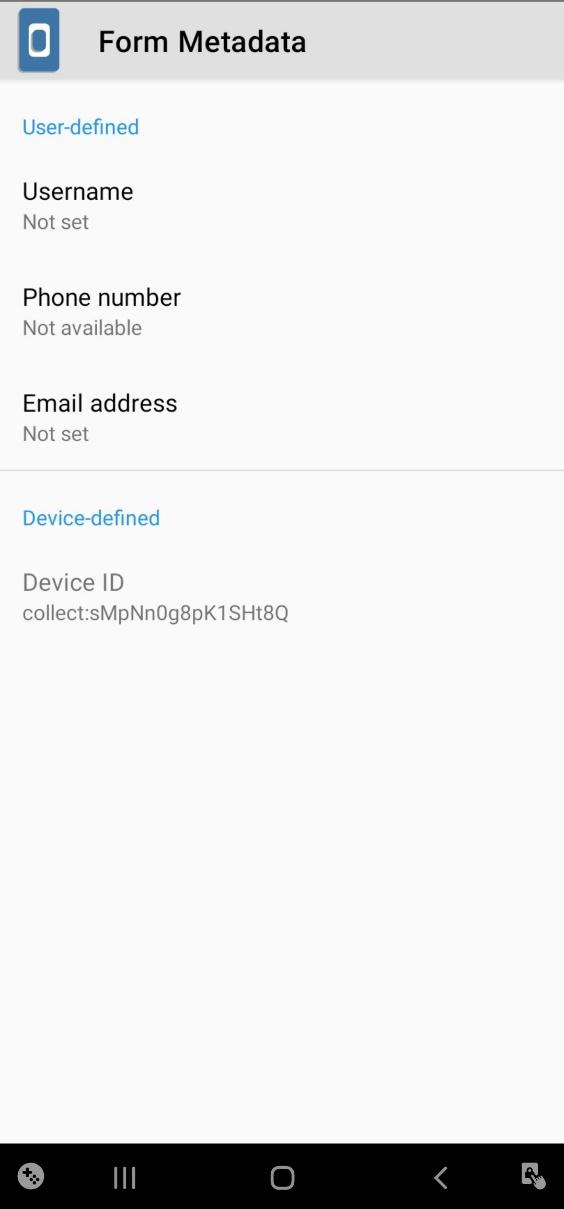 Form Metadata
User-defined
Username
Not set
Phone number
Not available
Email address
Not set
Device-defined
Device ID
collect:sMpNn0g8pK1SHt8Q